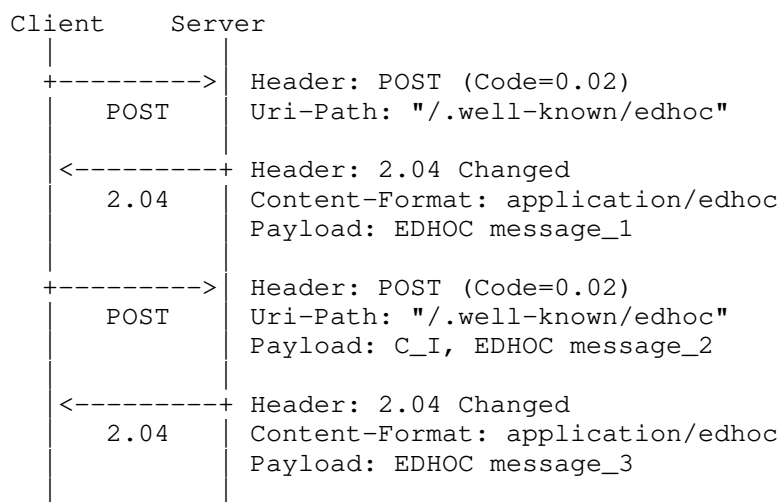 Client Server
Header: POST (Code=0.02)
POST Uri-Path: "/.well-known/edhoc"
Header: 2.04 Changed
2.04 Content-Format: application/edhoc
Payload: EDHOC message_1
Header: POST (Code=0.02)
POST Uri-Path: "/.well-known/edhoc"
Payload: C_I, EDHOC message_2
Header: 2.04 Changed
2.04 Content-Format: application/edhoc
Payload: EDHOC message_3